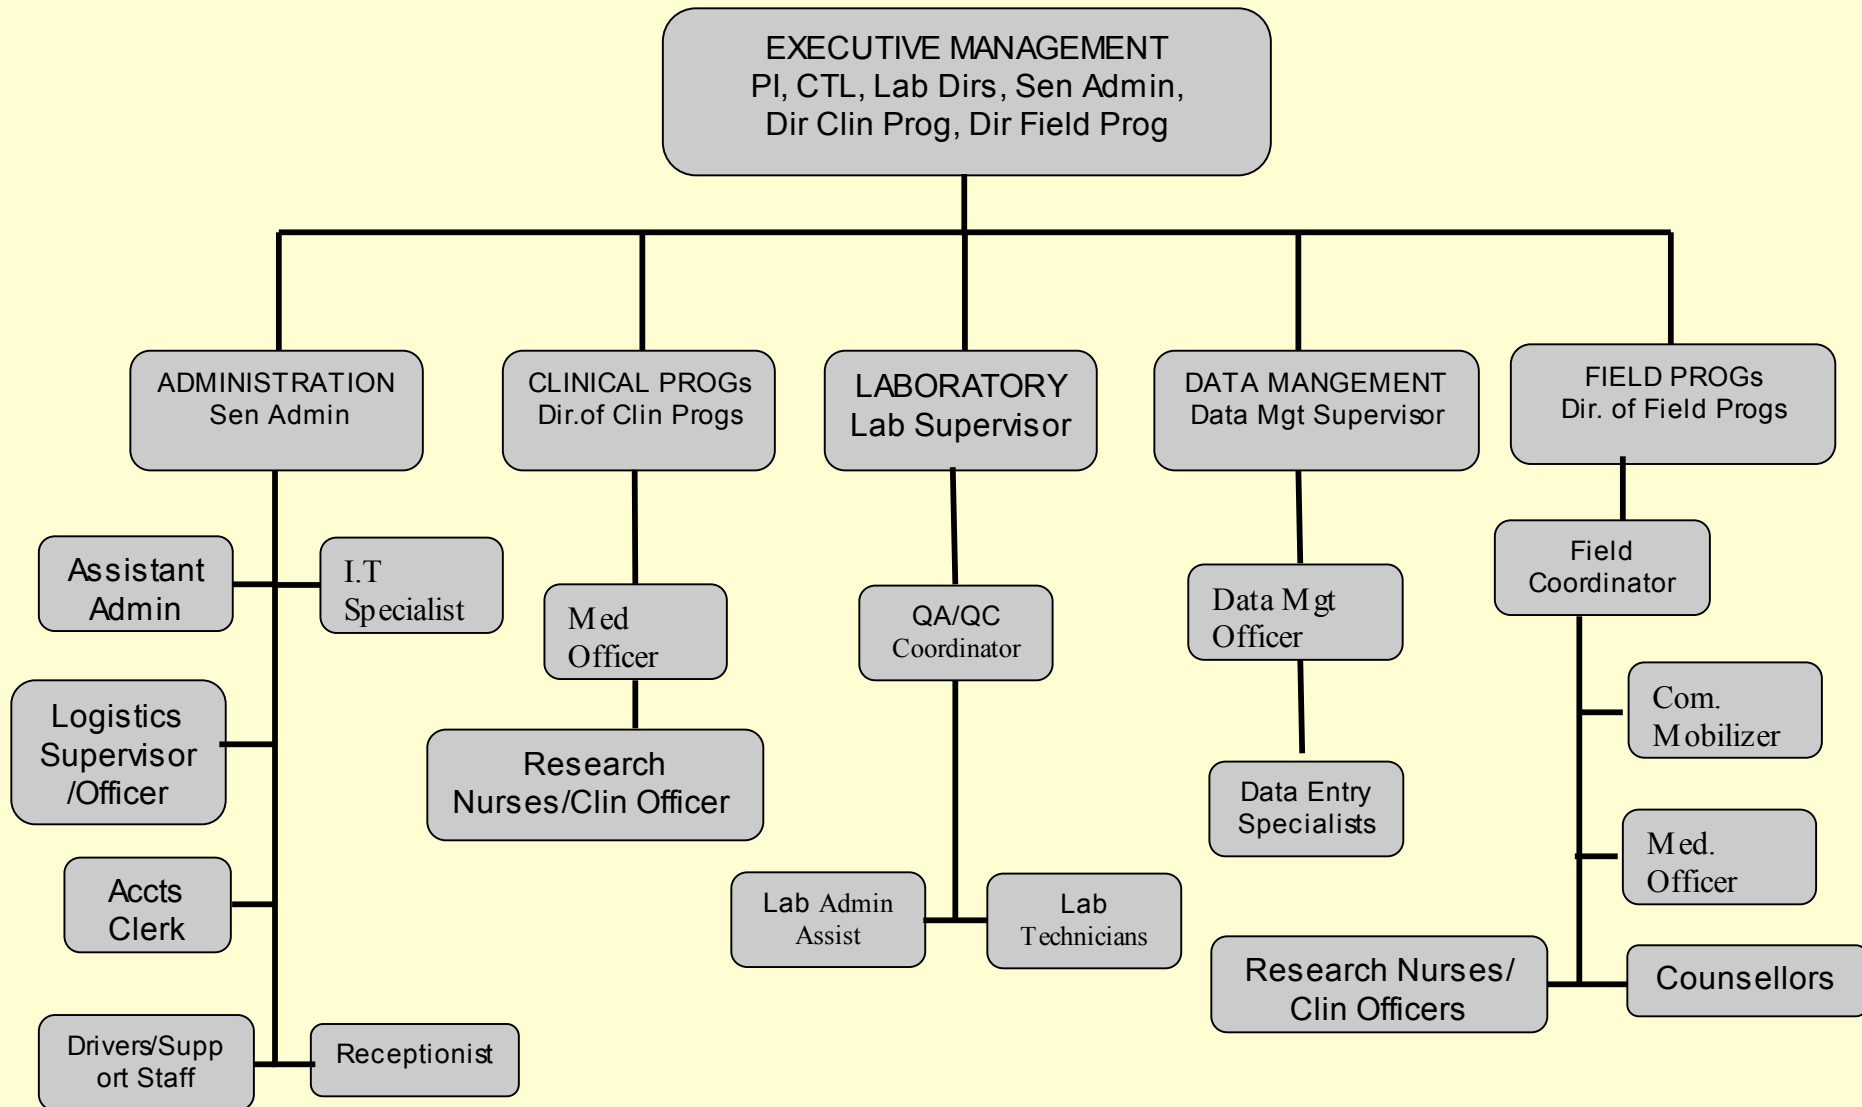 EXECUTIVE MANAGEMENT
PI, CTL, Lab Dirs, Sen Admin,
Dir Clin Prog, Dir Field Prog
ADMINISTRATION
Sen Admin
CLINICAL PROGs
Dir.of Clin Progs
LABORATORY
Lab Supervisor
DATA MANGEMENT
Data Mgt Supervisor
FIELD PROGs
Dir. of Field Progs
Assistant
Admin
I.T
Specialist
Logistics
Supervisor
/Officer
Accts
Clerk
Drivers/Supp
ort Staff
Receptionist
Med
Officer
Research
Nurses/Clin Officer
QA/QC
Coordinator
Lab Admin
Assist
Lab
Technicians
Data Mgt
Officer
Data Entry
Specialists
Field
Coordinator
Com.
Mobilizer
Med.
Officer
Research Nurses/
Clin Officers
Counsellors